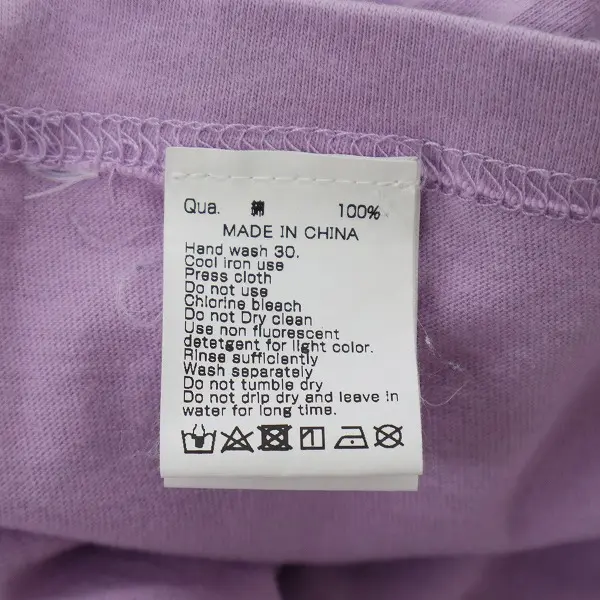 Qua. 綿 100%
MADE IN CHINA
Hand wash 30.
Cool iron use
Press cloth
Do not use
Chlorine bleach
Do not Dry clean
Use non fluorescent
detetgent for light color.
Rinse sufficiently
Wash separately
Do not tumble dry
Do not drip dry and leave in
water for long time.